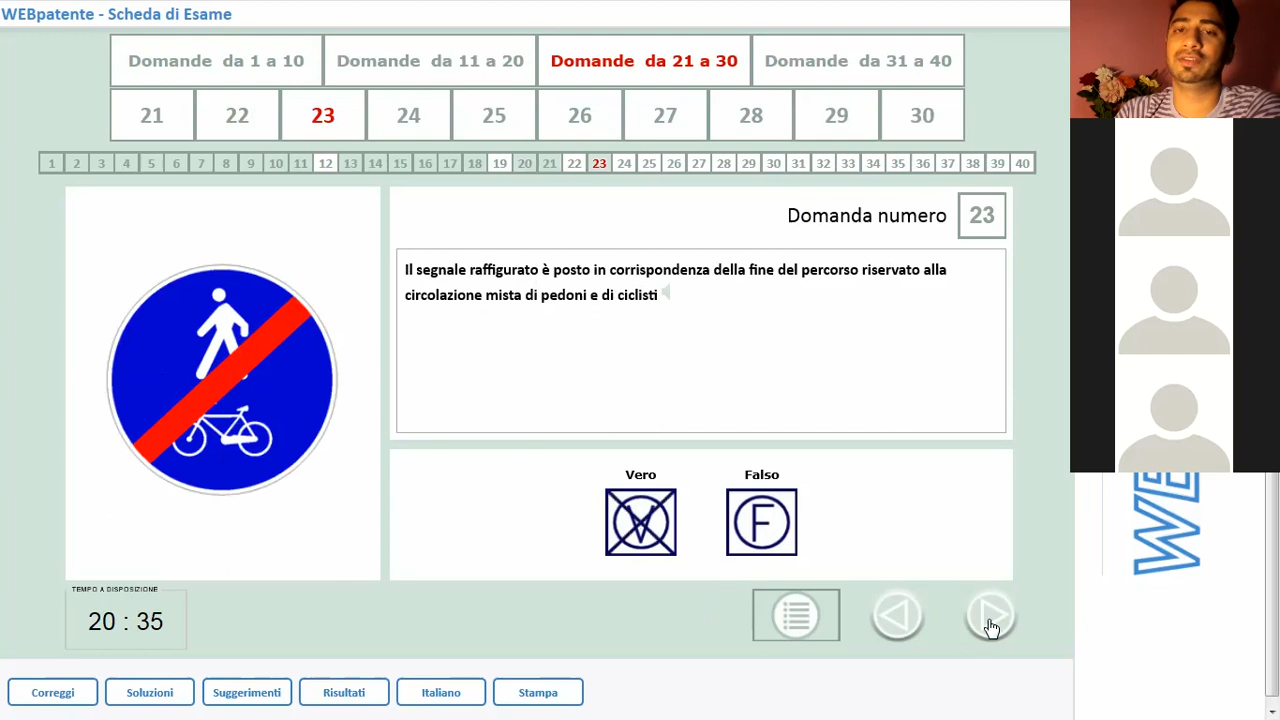 WEBpatente - Scheda di Esame
Domande da 1 a 10
Domande da 11 a 20
Domande da 21 a 30
Domande da 31 a 40
21 22 23 24 25 26 27 28 29 30
1 2 3 4 5 6 7 8 9 10 11 12 13 14 15 16 17 18 19 20 21 22 23 24 25 26 27 28 29 30 31 32 33 34 35 36 37 38 39 40
Domanda numero 23
Il segnale raffigurato è posto in corrispondenza della fine del percorso riservato alla
circolazione mista di pedoni e di ciclisti
Vero Falso
V F
TEMPO A DISPOSIZIONE
20 : 35
WE
Correggi Soluzioni Suggerimenti Risultati Italiano Stampa